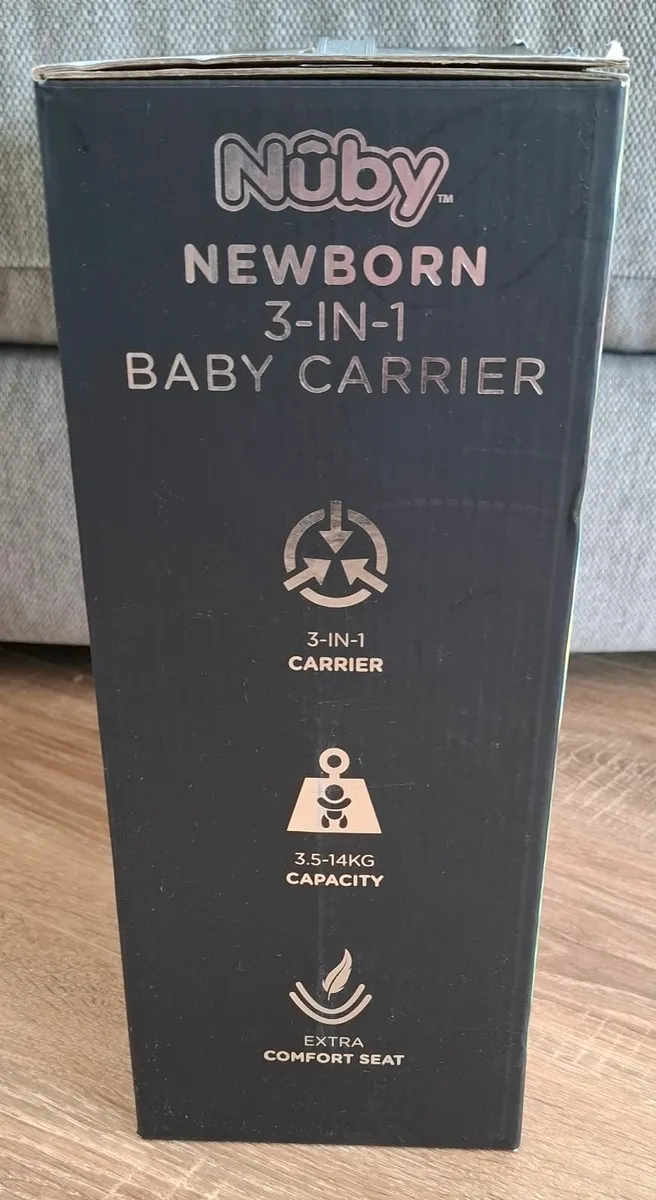 Nûby™
NEWBORN
3-IN-1
BABY CARRIER
3-IN-1
CARRIER
3.5-14KG
CAPACITY
EXTRA
COMFORT SEAT